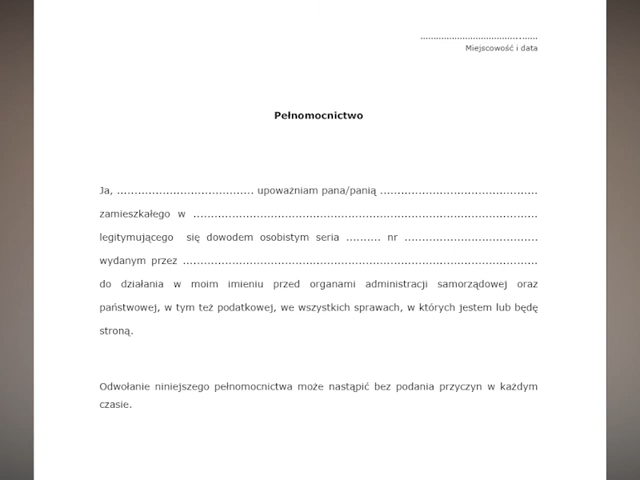 ............................................
Miejscowość i data
Pełnomocnictwo
Ja, ....................................... upoważniam pana/panią .............................................
zamieszkałego w ..................................................................................................
legitymującego się dowodem osobistym seria .......... nr ......................................
wydanym przez .....................................................................................................
do działania w moim imieniu przed organami administracji samorządowej oraz
państwowej, w tym też podatkowej, we wszystkich sprawach, w których jestem lub będę
stroną.
Odwołanie niniejszego pełnomocnictwa może nastąpić bez podania przyczyn w każdym
czasie.